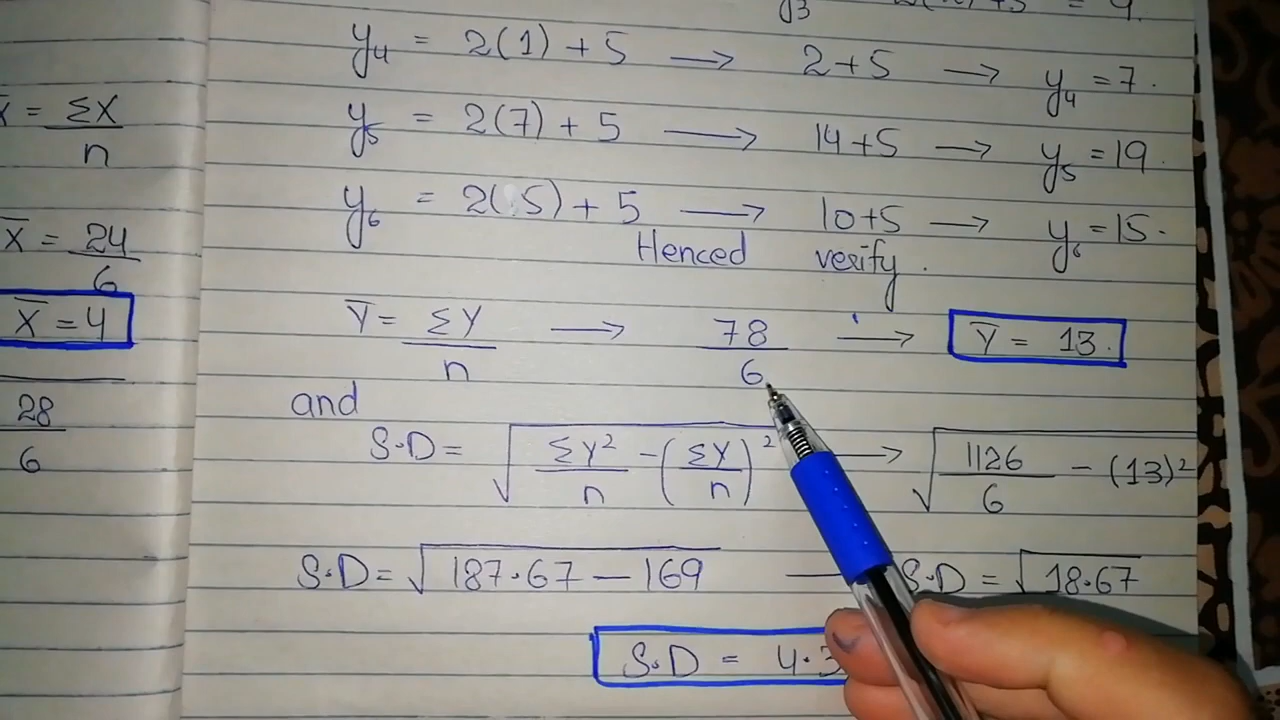 X̄ = ΣX / n
X̄ = 24 / 6
X̄ = 4
28 / 6
y₄ = 2(1) + 5 → 2+5 → y₄ = 7.
y₅ = 2(7) + 5 → 14+5 → y₅ = 19.
y₆ = 2(5) + 5 → 10+5 → y₆ = 15.
Henced verify.
Ȳ = ΣY / n → 78 / 6 → Ȳ = 13.
and
S.D = √(ΣY² / n - (ΣY / n)²) → √(1126 / 6 - (13)²)
S.D = √(187.67 - 169) → S.D = √18.67
S.D = 4.3